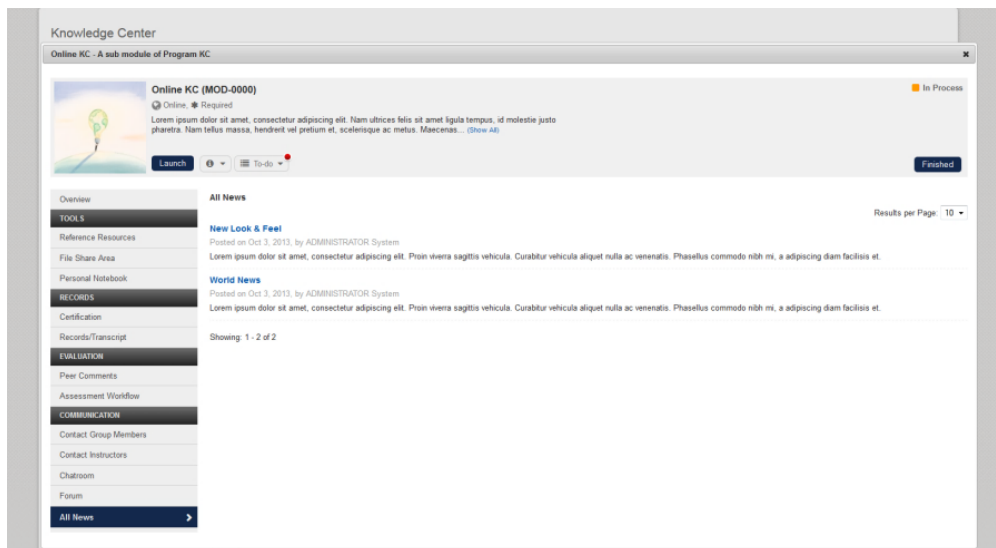 Knowledge Center
Online KC - A sub module of Program KC
Online KC (MOD-0000)
In Process
Online, ✱ Required
Lorem ipsum dolor sit amet, consectetur adipiscing elit. Nam ultrices felis sit amet ligula tempus, id molestie justo
pharetra. Nam tellus massa, hendrerit vel pretium et, scelerisque ac metus. Maecenas... (Show All)
Launch
To-do
Finished
Overview
TOOLS
Reference Resources
File Share Area
Personal Notebook
RECORDS
Certification
Records/Transcript
EVALUATION
Peer Comments
Assessment Workflow
COMMUNICATION
Contact Group Members
Contact Instructors
Chatroom
Forum
All News
All News
Results per Page: 10
New Look & Feel
Posted on Oct 3, 2013, by ADMINISTRATOR System
Lorem ipsum dolor sit amet, consectetur adipiscing elit. Proin viverra sagittis vehicula. Curabitur vehicula aliquet nulla ac venenatis. Phasellus commodo nibh mi, a adipiscing diam facilisis et.
World News
Posted on Oct 3, 2013, by ADMINISTRATOR System
Lorem ipsum dolor sit amet, consectetur adipiscing elit. Proin viverra sagittis vehicula. Curabitur vehicula aliquet nulla ac venenatis. Phasellus commodo nibh mi, a adipiscing diam facilisis et.
Showing: 1 - 2 of 2